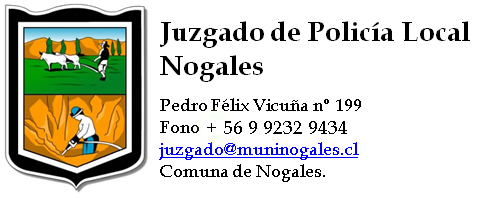 Juzgado de Policía Local
Nogales
Pedro Félix Vicuña n° 199
Fono + 56 9 9232 9434
juzgado@muninogales.cl
Comuna de Nogales.